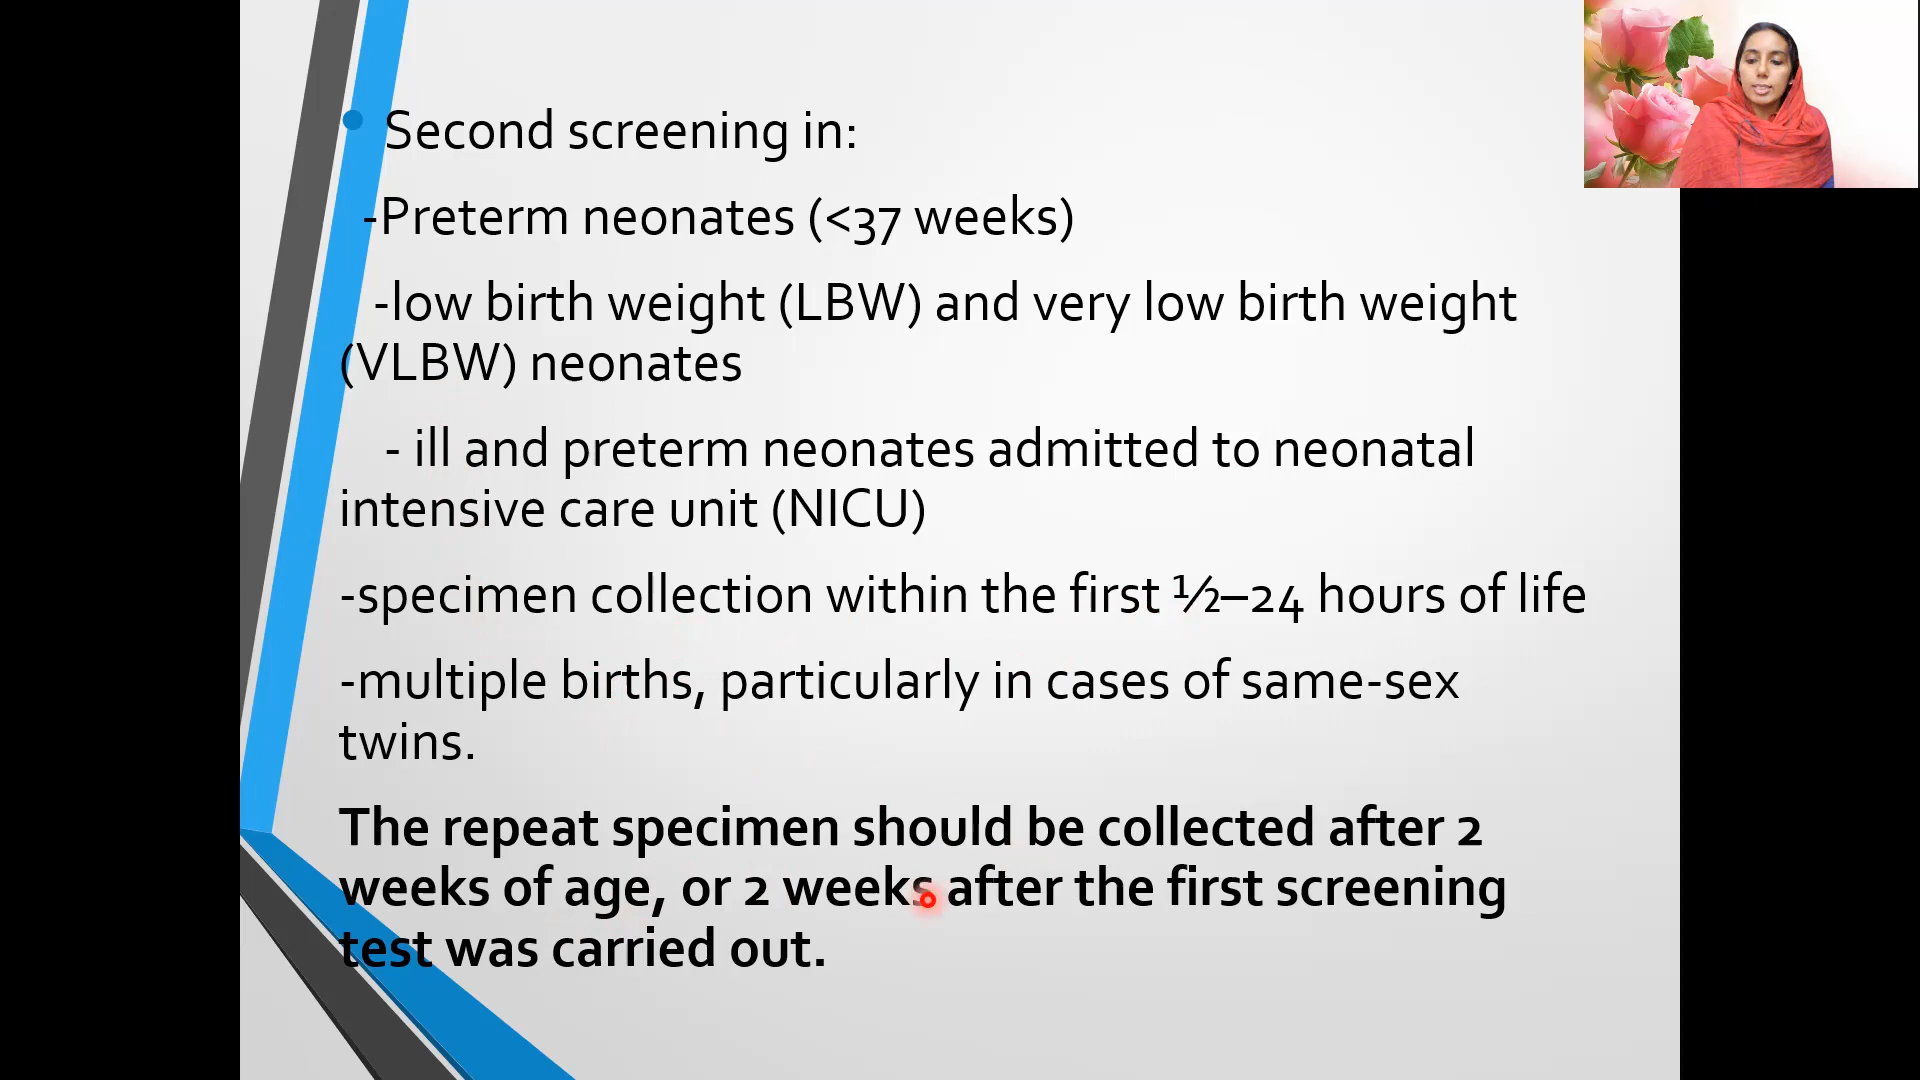 Second screening in:
-Preterm neonates (<37 weeks)
-low birth weight (LBW) and very low birth weight
(VLBW) neonates
- ill and preterm neonates admitted to neonatal
intensive care unit (NICU)
-specimen collection within the first ½–24 hours of life
-multiple births, particularly in cases of same-sex
twins.
The repeat specimen should be collected after 2
weeks of age, or 2 weeks after the first screening
test was carried out.